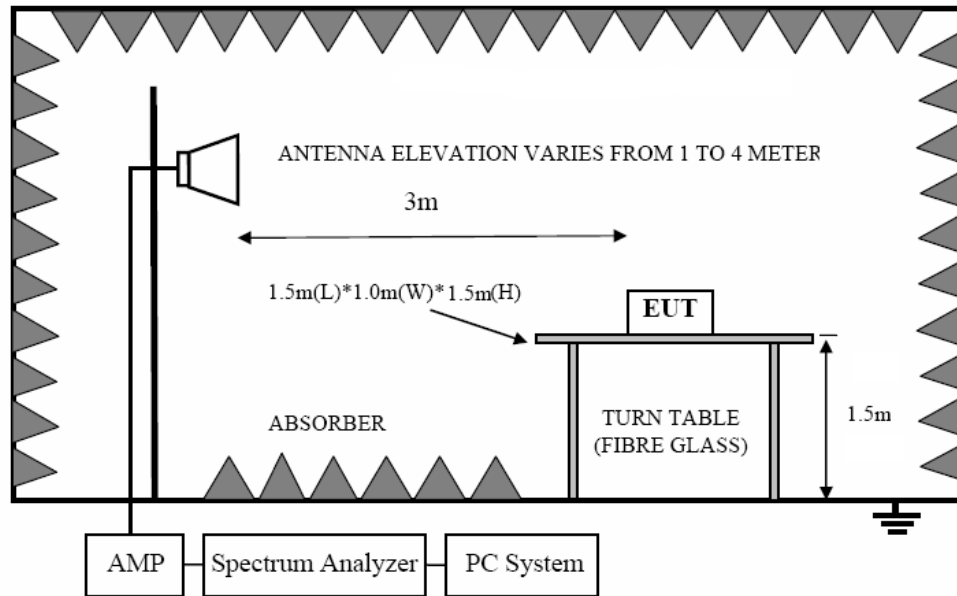 ANTENNA ELEVATION VARIES FROM 1 TO 4 METER
3m
1.5m(L)*1.0m(W)*1.5m(H)
EUT
1.5m
ABSORBER
TURN TABLE
(FIBRE GLASS)
AMP
Spectrum Analyzer
PC System